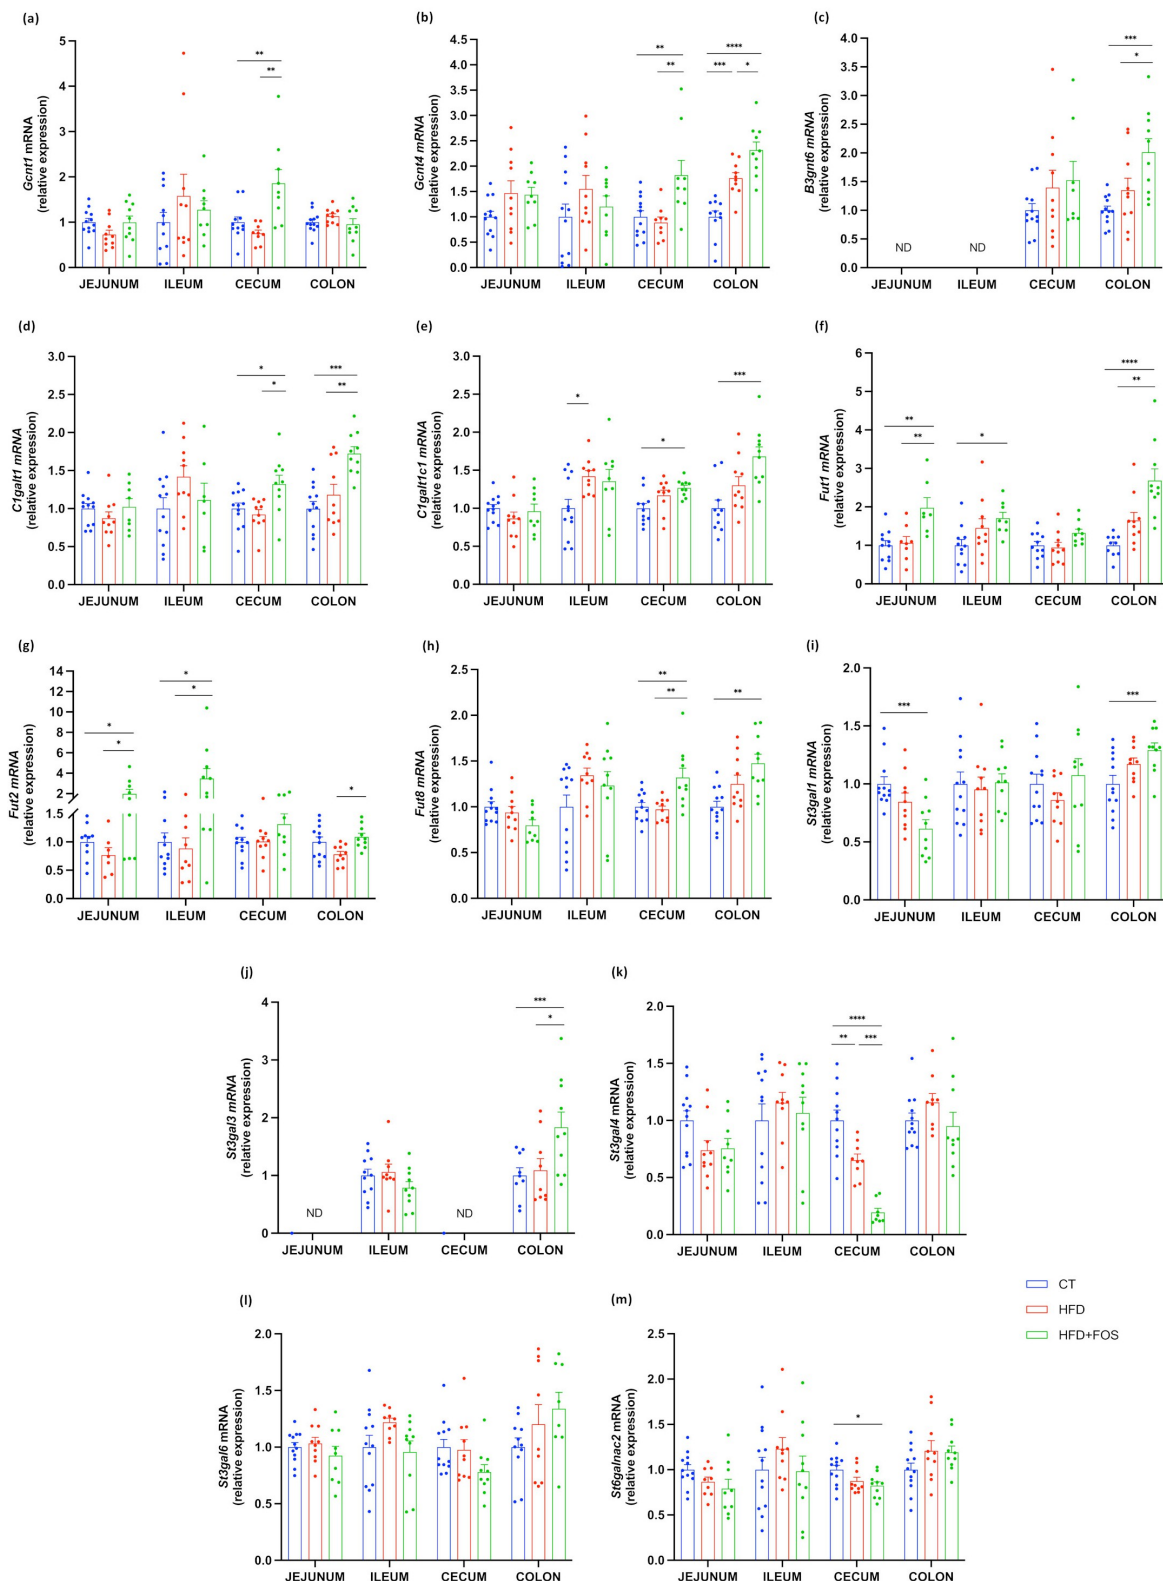 (a)
Gcnt1 mRNA
(relative expression)
5
4
3
2
1
0
** 
**
JEJUNUM ILEUM CECUM COLON
(b)
Gcnt4 mRNA
(relative expression)
4.5
4.0
3.5
3.0
2.5
2.0
1.5
1.0
0.5
0.0
** ****
** *** *
JEJUNUM ILEUM CECUM COLON
(c)
B3gnt6 mRNA
(relative expression)
4.0
3.5
3.0
2.5
2.0
1.5
1.0
0.5
0.0
***
*
ND ND
JEJUNUM ILEUM CECUM COLON
(d)
C1galt1 mRNA
(relative expression)
3.0
2.5
2.0
1.5
1.0
0.5
0.0
* ***
* **
JEJUNUM ILEUM CECUM COLON
(e)
C1galt1c1 mRNA
(relative expression)
3.0
2.5
2.0
1.5
1.0
0.5
0.0
***
*
*
JEJUNUM ILEUM CECUM COLON
(f)
Fut1 mRNA
(relative expression)
6
5
4
3
2
1
0
****
**
** *
**
JEJUNUM ILEUM CECUM COLON
(g)
Fut2 mRNA
(relative expression)
14
12
10
8
6
4
2
1.5
1.0
0.5
0.0
*
*
*
*
*
JEJUNUM ILEUM CECUM COLON
(h)
Fut8 mRNA
(relative expression)
2.5
2.0
1.5
1.0
0.5
0.0
**
** **
JEJUNUM ILEUM CECUM COLON
(i)
St3gal1 mRNA
(relative expression)
2.0
1.5
1.0
0.5
0.0
*** ***
JEJUNUM ILEUM CECUM COLON
(j)
St3gal3 mRNA
(relative expression)
4
3
2
1
0
***
*
ND ND
JEJUNUM ILEUM CECUM COLON
(k)
St3gal4 mRNA
(relative expression)
2.0
1.5
1.0
0.5
0.0
****
** ***
JEJUNUM ILEUM CECUM COLON
(l)
St3gal6 mRNA
(relative expression)
2.0
1.5
1.0
0.5
0.0
JEJUNUM ILEUM CECUM COLON
(m)
St6galnac2 mRNA
(relative expression)
2.5
2.0
1.5
1.0
0.5
0.0
*
JEJUNUM ILEUM CECUM COLON
CT
HFD
HFD+FOS